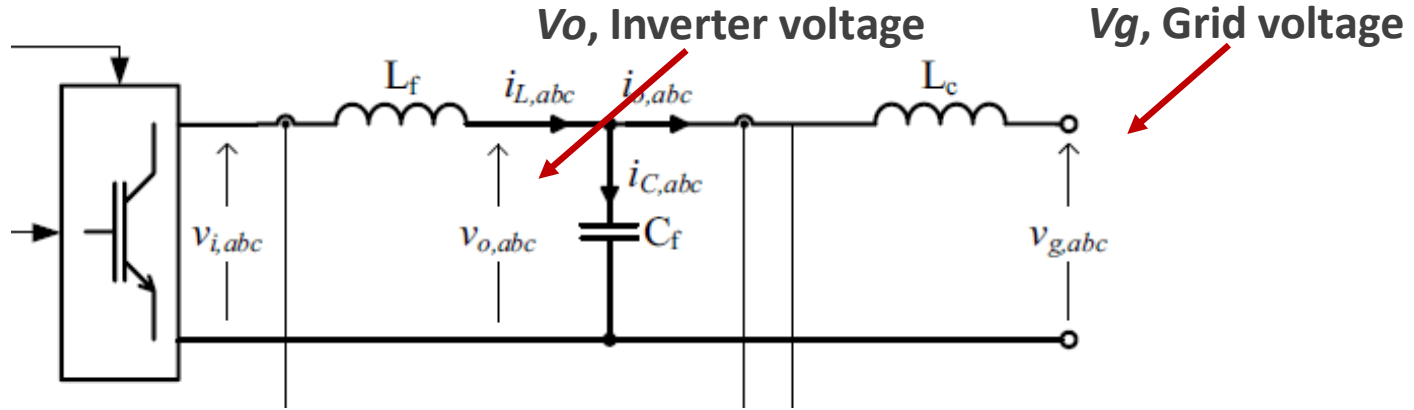 Vo, Inverter voltage
Vg, Grid voltage
Lf
iL,abc
io,abc
Lc
iC,abc
vi,abc
vo,abc
Cf
vg,abc